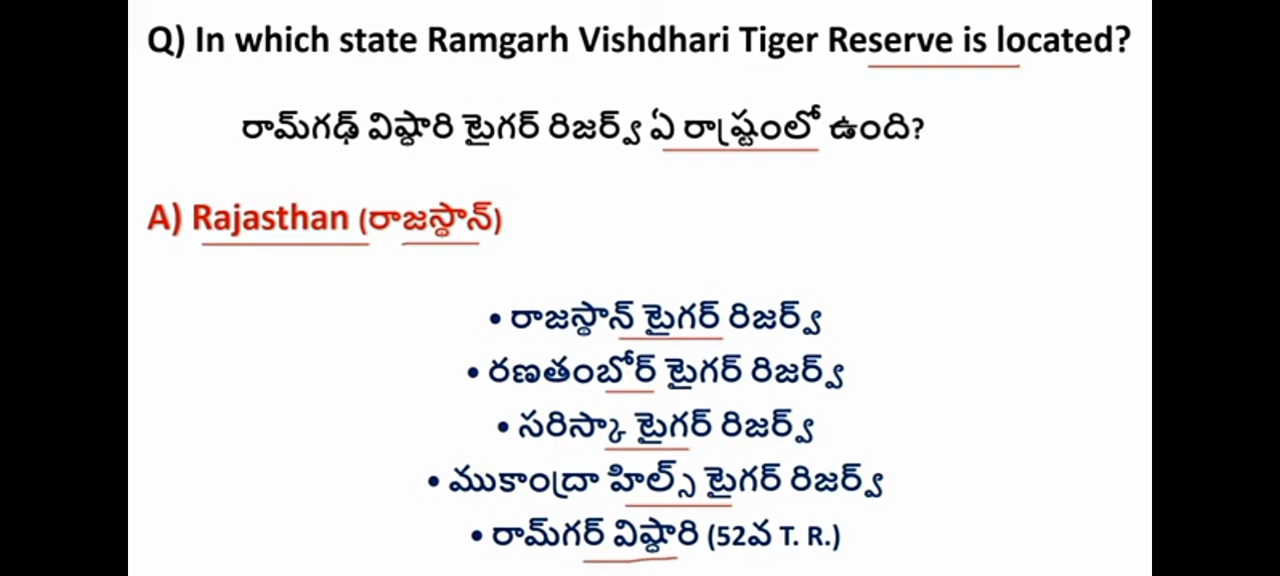 Q) In which state Ramgarh Vishdhari Tiger Reserve is located?
రామ్‌గఢ్ విష్ధారి టైగర్ రిజర్వ్ ఏ రాష్ట్రంలో ఉంది?
A) Rajasthan (రాజస్థాన్)
• రాజస్థాన్ టైగర్ రిజర్వ్
• రణతంబోర్ టైగర్ రిజర్వ్
• సరిస్కా టైగర్ రిజర్వ్
• ముకాంద్రా హిల్స్ టైగర్ రిజర్వ్
• రామ్‌గర్ విష్ధారి (52వ T. R.)